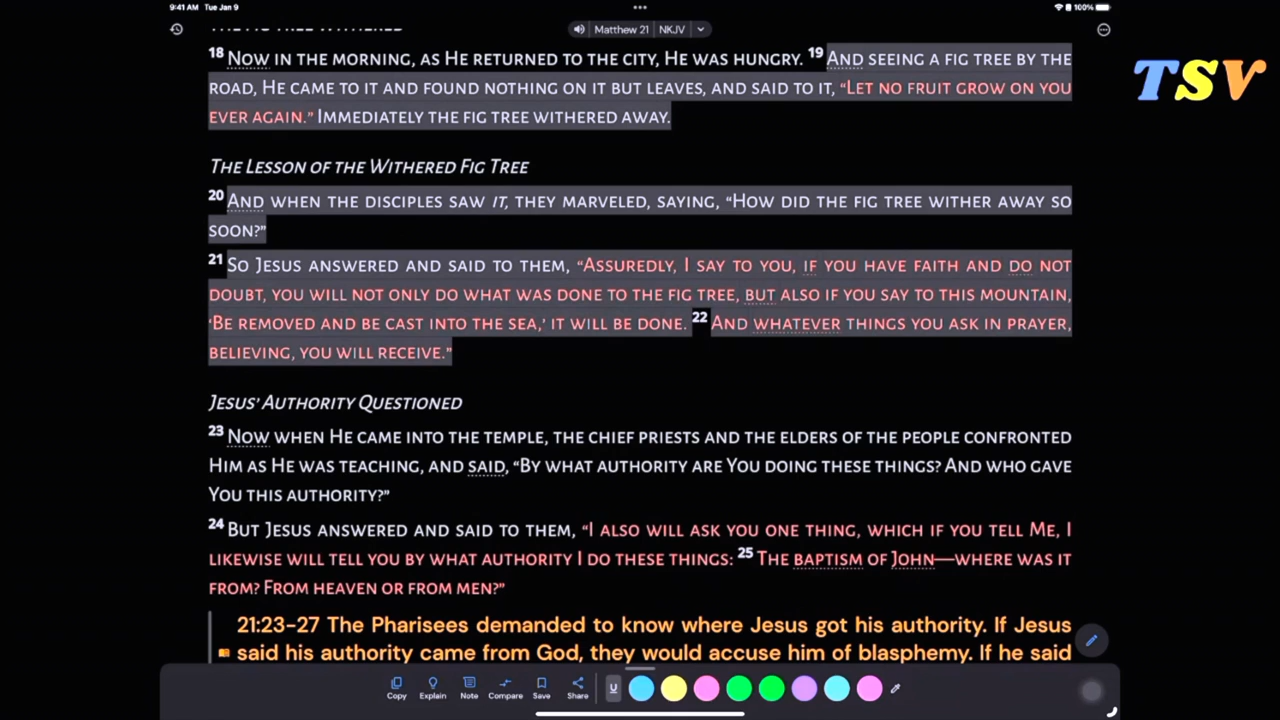 9:41 AM Tue Jan 9
100%
Matthew 21 NKJV
TSV
18 Now in the morning, as He returned to the city, He was hungry. 19 And seeing a fig tree by the
road, He came to it and found nothing on it but leaves, and said to it, “Let no fruit grow on you
ever again.” Immediately the fig tree withered away.
The Lesson of the Withered Fig Tree
20 And when the disciples saw it, they marveled, saying, “How did the fig tree wither away so
soon?”
21 So Jesus answered and said to them, “Assuredly, I say to you, if you have faith and do not
doubt, you will not only do what was done to the fig tree, but also if you say to this mountain,
‘Be removed and be cast into the sea,’ it will be done. 22 And whatever things you ask in prayer,
believing, you will receive.”
Jesus’ Authority Questioned
23 Now when He came into the temple, the chief priests and the elders of the people confronted
Him as He was teaching, and said, “By what authority are You doing these things? And who gave
You this authority?”
24 But Jesus answered and said to them, “I also will ask you one thing, which if you tell Me, I
likewise will tell you by what authority I do these things: 25 The baptism of John—where was it
from? From heaven or from men?”
21:23-27 The Pharisees demanded to know where Jesus got his authority. If Jesus
said his authority came from God, they would accuse him of blasphemy. If he said
Copy Explain Note Compare Save Share U